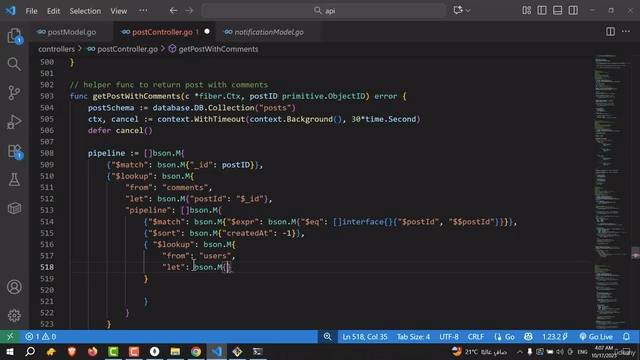 File Edit Selection View Go Run ...
api
postModel.go
postController.go 1
notificationModel.go
controllers > postController.go > getPostWithComments
500 }
501
502 // helper func to return post with comments
503 func getPostWithComments(c *fiber.Ctx, postID primitive.ObjectID) error {
504 postSchema := database.DB.Collection("posts")
505 ctx, cancel := context.WithTimeout(context.Background(), 30*time.Second)
506 defer cancel()
507
508 pipeline := []bson.M{
509 {"$match": bson.M{"_id": postID}},
510 {"$lookup": bson.M{
511 "from": "comments",
512 "let": bson.M{"postId": "$_id"},
513 "pipeline": []bson.M{
514 {"$match": bson.M{"$expr": bson.M{"$eq": []interface{}{"$postId", "$$postId"}}}},
515 {"$sort": bson.M{"createdAt": -1}},
516 { "$lookup": bson.M{
517 "from": "users",
518 "let": bson.M{}
519 }
520
521 }
522 }
523 }
Ln 518, Col 35 Tab Size: 4 UTF-8 CRLF Go 1.23.2 Go Live
21°C
ENG
4:07 AM